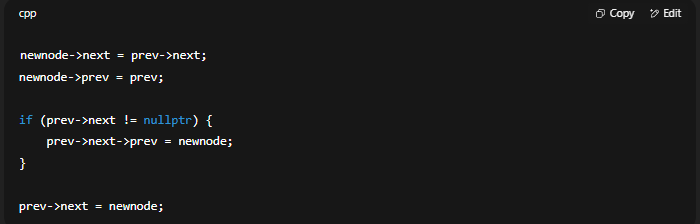 cpp
Copy
Edit
newnode->next = prev->next;
newnode->prev = prev;
if (prev->next != nullptr) {
    prev->next->prev = newnode;
}
prev->next = newnode;